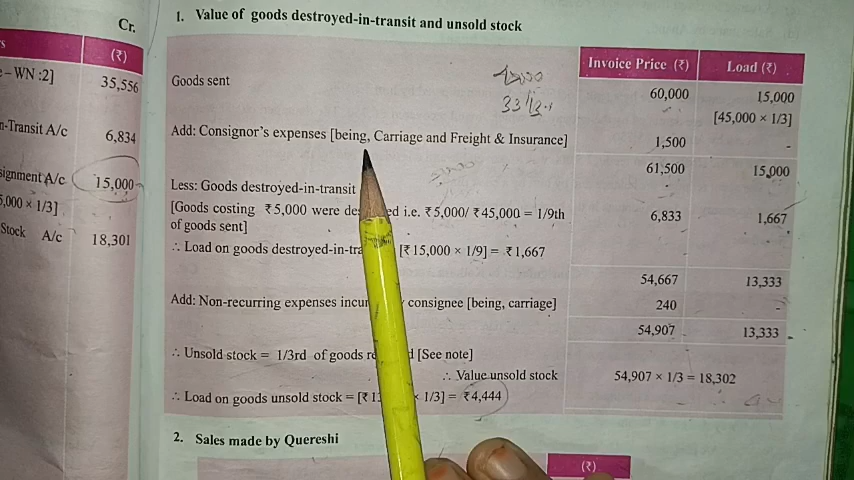 Cr.
(₹)
– WN :2]
35,556
-Transit A/c
6,834
signment A/c
15,000
5,000 × 1/3]
Stock A/c
18,301
1. Value of goods destroyed-in-transit and unsold stock
Invoice Price (₹) Load (₹)
Goods sent 60,000 15,000
33 1/3
[45,000 × 1/3]
Add: Consignor's expenses [being, Carriage and Freight & Insurance] 1,500 -
61,500 15,000
Less: Goods destroyed-in-transit
[Goods costing ₹5,000 were ed i.e. ₹5,000/ ₹45,000 = 1/9th 6,833 1,667
of goods sent]
∴ Load on goods destroyed-in-tra [₹15,000 × 1/9] = ₹1,667
54,667 13,333
Add: Non-recurring expenses incur consignee [being, carriage] 240 -
54,907 13,333
∴ Unsold stock = 1/3rd of goods re d [See note]
∴ Value unsold stock 54,907 × 1/3 = 18,302
∴ Load on goods unsold stock = [₹ 1 × 1/3] = ₹4,444
2. Sales made by Quereshi
(₹)